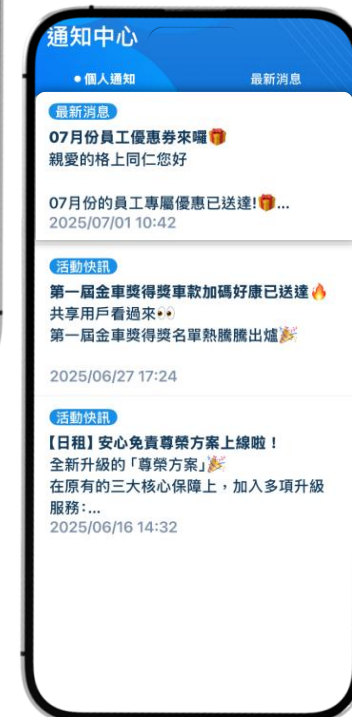 通知中心
• 個人通知
最新消息
最新消息
07月份員工優惠券來囉🎁
親愛的格上同仁您好
07月份的員工專屬優惠已送達!🎁...
2025/07/01 10:42
活動快訊
第一屆金車獎得獎車款加碼好康已送達🔥
共享用戶看過來👀
第一屆金車獎得獎名單熱騰騰出爐🎉
2025/06/27 17:24
活動快訊
【日租】安心免責尊榮方案上線啦！
全新升級的「尊榮方案」🎉
在原有的三大核心保障上，加入多項升級
服務：...
2025/06/16 14:32